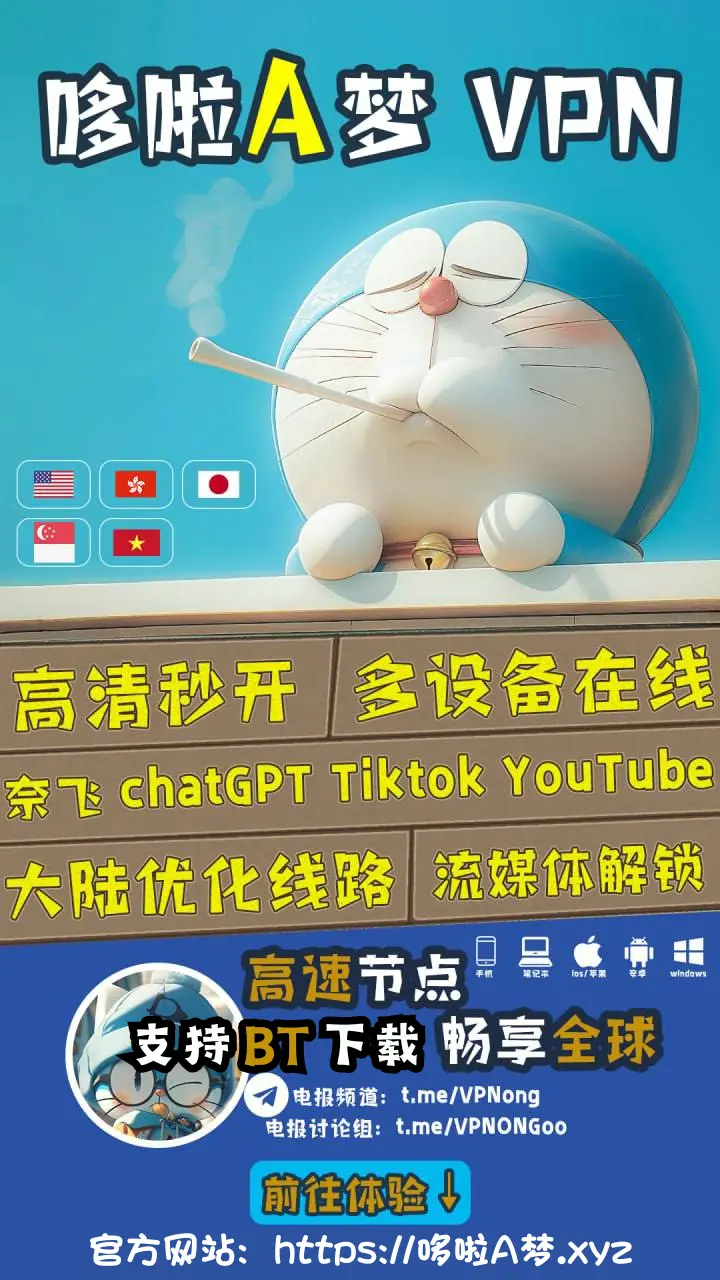 哆啦A梦 VPN
高清秒开 多设备在线
奈飞 chatGPT Tiktok YouTube
大陆优化线路 流媒体解锁
手机 笔记本 ios/苹果 安卓 windows
高速节点
支持BT下载 畅享全球
电报频道：t.me/VPNong
电报讨论组：t.me/VPNONGoo
前往体验↓
官方网站：https://哆啦A梦.xyz